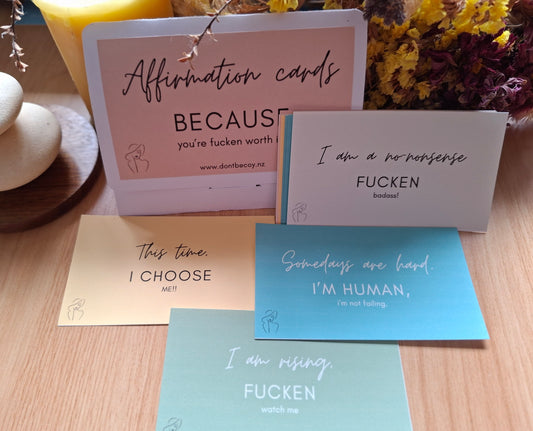 Affirmation cards
BECAUSE
you're fucken worth i
www.dontbecoy.nz
I am a no-nonsense
FUCKEN
badass!
This time,
I CHOOSE
ME!!
Somedays are hard.
I'M HUMAN,
i'm not failing.
I am rising,
FUCKEN
watch me